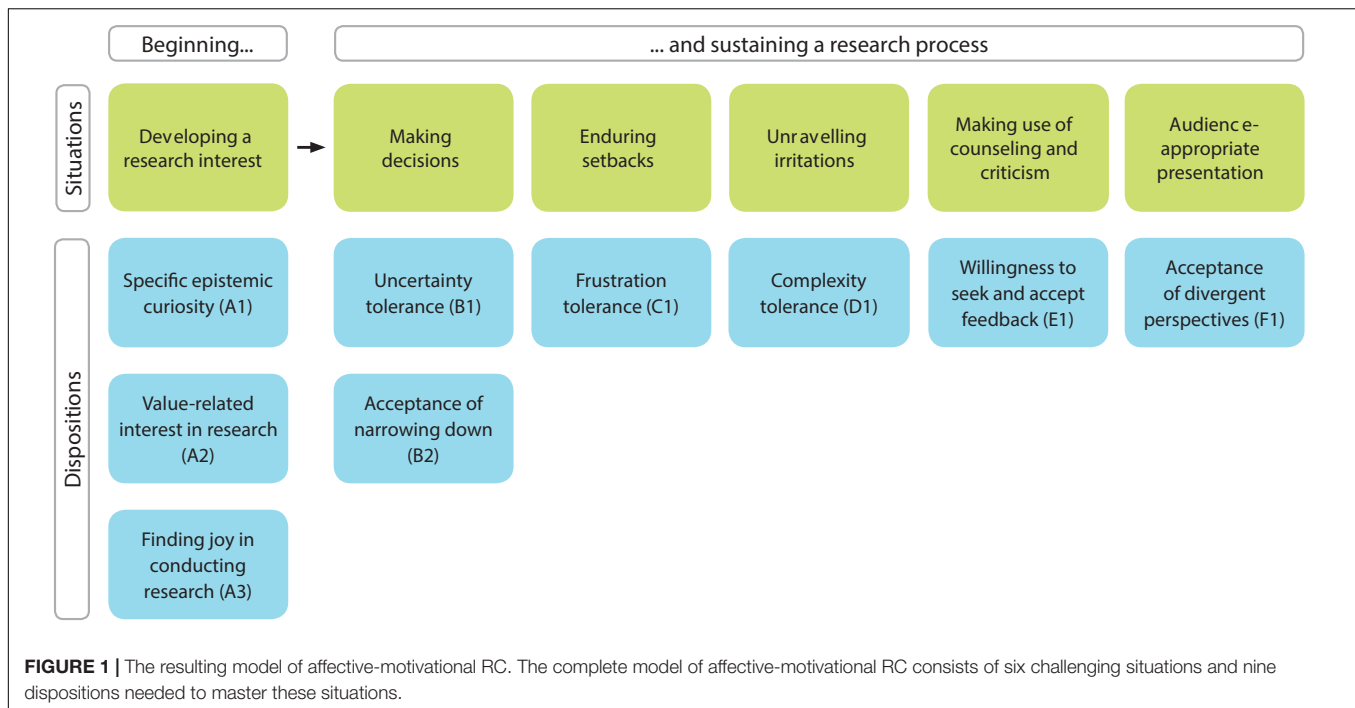 Beginning...
... and sustaining a research process
Situations
Developing a
research interest
Making
decisions
Enduring
setbacks
Unravelling
irritations
Making use of
counseling and
criticism
Audienc e-
appropriate
presentation
Dispositions
Specific epistemic
curiosity (A1)
Uncertainty
tolerance (B1)
Frustration
tolerance (C1)
Complexity
tolerance (D1)
Willingness to
seek and accept
feedback (E1)
Acceptance
of divergent
perspectives (F1)
Value-related
interest in research
(A2)
Acceptance of
narrowing down
(B2)
Finding joy in
conducting
research (A3)
FIGURE 1 | The resulting model of affective-motivational RC. The complete model of affective-motivational RC consists of six challenging situations and nine
dispositions needed to master these situations.